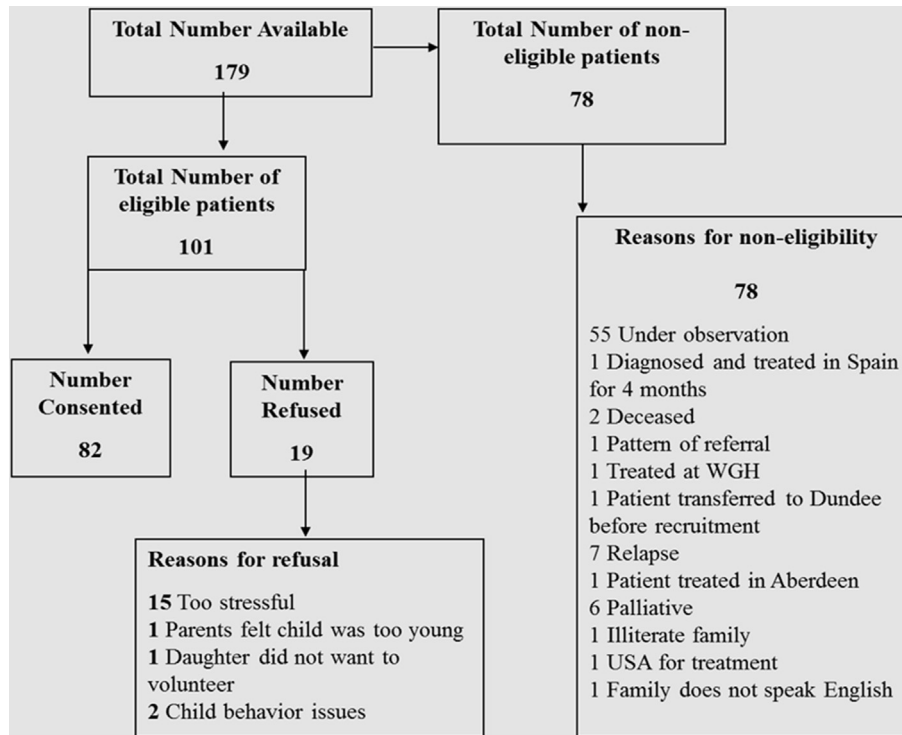 Total Number Available
179
Total Number of non-
eligible patients
78
Total Number of
eligible patients
101
Number
Consented
82
Number
Refused
19
Reasons for refusal
15 Too stressful
1 Parents felt child was too young
1 Daughter did not want to
volunteer
2 Child behavior issues
Reasons for non-eligibility
78
55 Under observation
1 Diagnosed and treated in Spain
for 4 months
2 Deceased
1 Pattern of referral
1 Treated at WGH
1 Patient transferred to Dundee
before recruitment
7 Relapse
1 Patient treated in Aberdeen
6 Palliative
1 Illiterate family
1 USA for treatment
1 Family does not speak English